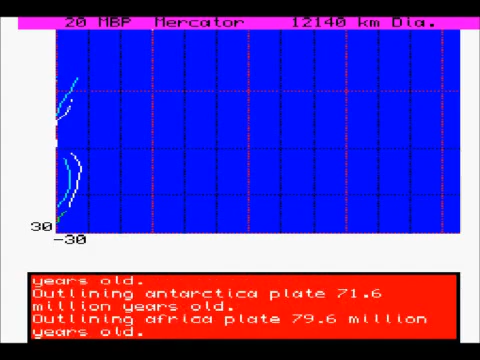 20 MBP Mercator 12140 km Dia.
30
-30
years old.
Outlining antarctica plate 71.6
million years old.
Outlining africa plate 79.6 million
years old.